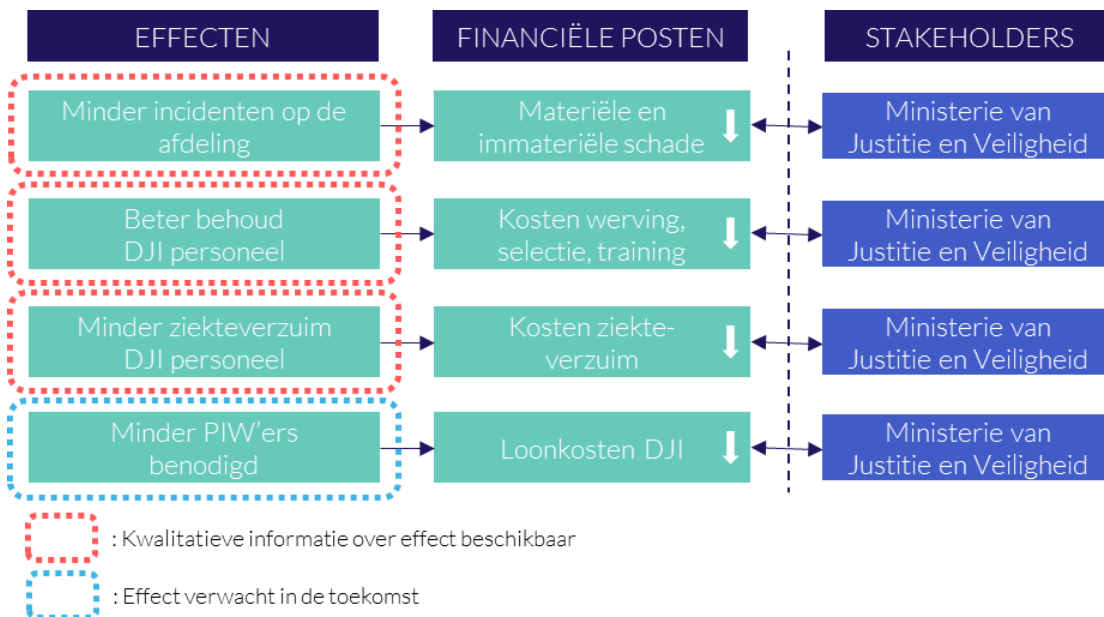 EFFECTEN
FINANCIËLE POSTEN
STAKEHOLDERS
Minder incidenten op de
afdeling
Materiële en
immateriële schade
Ministerie van
Justitie en Veiligheid
Beter behoud
DJI personeel
Kosten werving,
selectie, training
Ministerie van
Justitie en Veiligheid
Minder ziekteverzuim
DJI personeel
Kosten ziekte-
verzuim
Ministerie van
Justitie en Veiligheid
Minder PIW'ers
benodigd
Loonkosten DJI
Ministerie van
Justitie en Veiligheid
: Kwalitatieve informatie over effect beschikbaar
: Effect verwacht in de toekomst